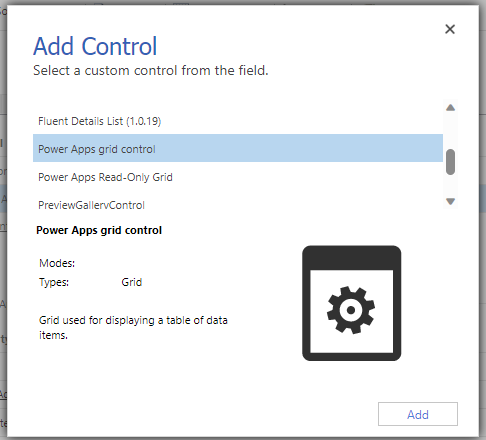 Add Control
Select a custom control from the field.
Fluent Details List (1.0.19)
Power Apps grid control
Power Apps Read-Only Grid
PreviewGalleryControl
Power Apps grid control
Modes:
Types: Grid
Grid used for displaying a table of data
items.
Add